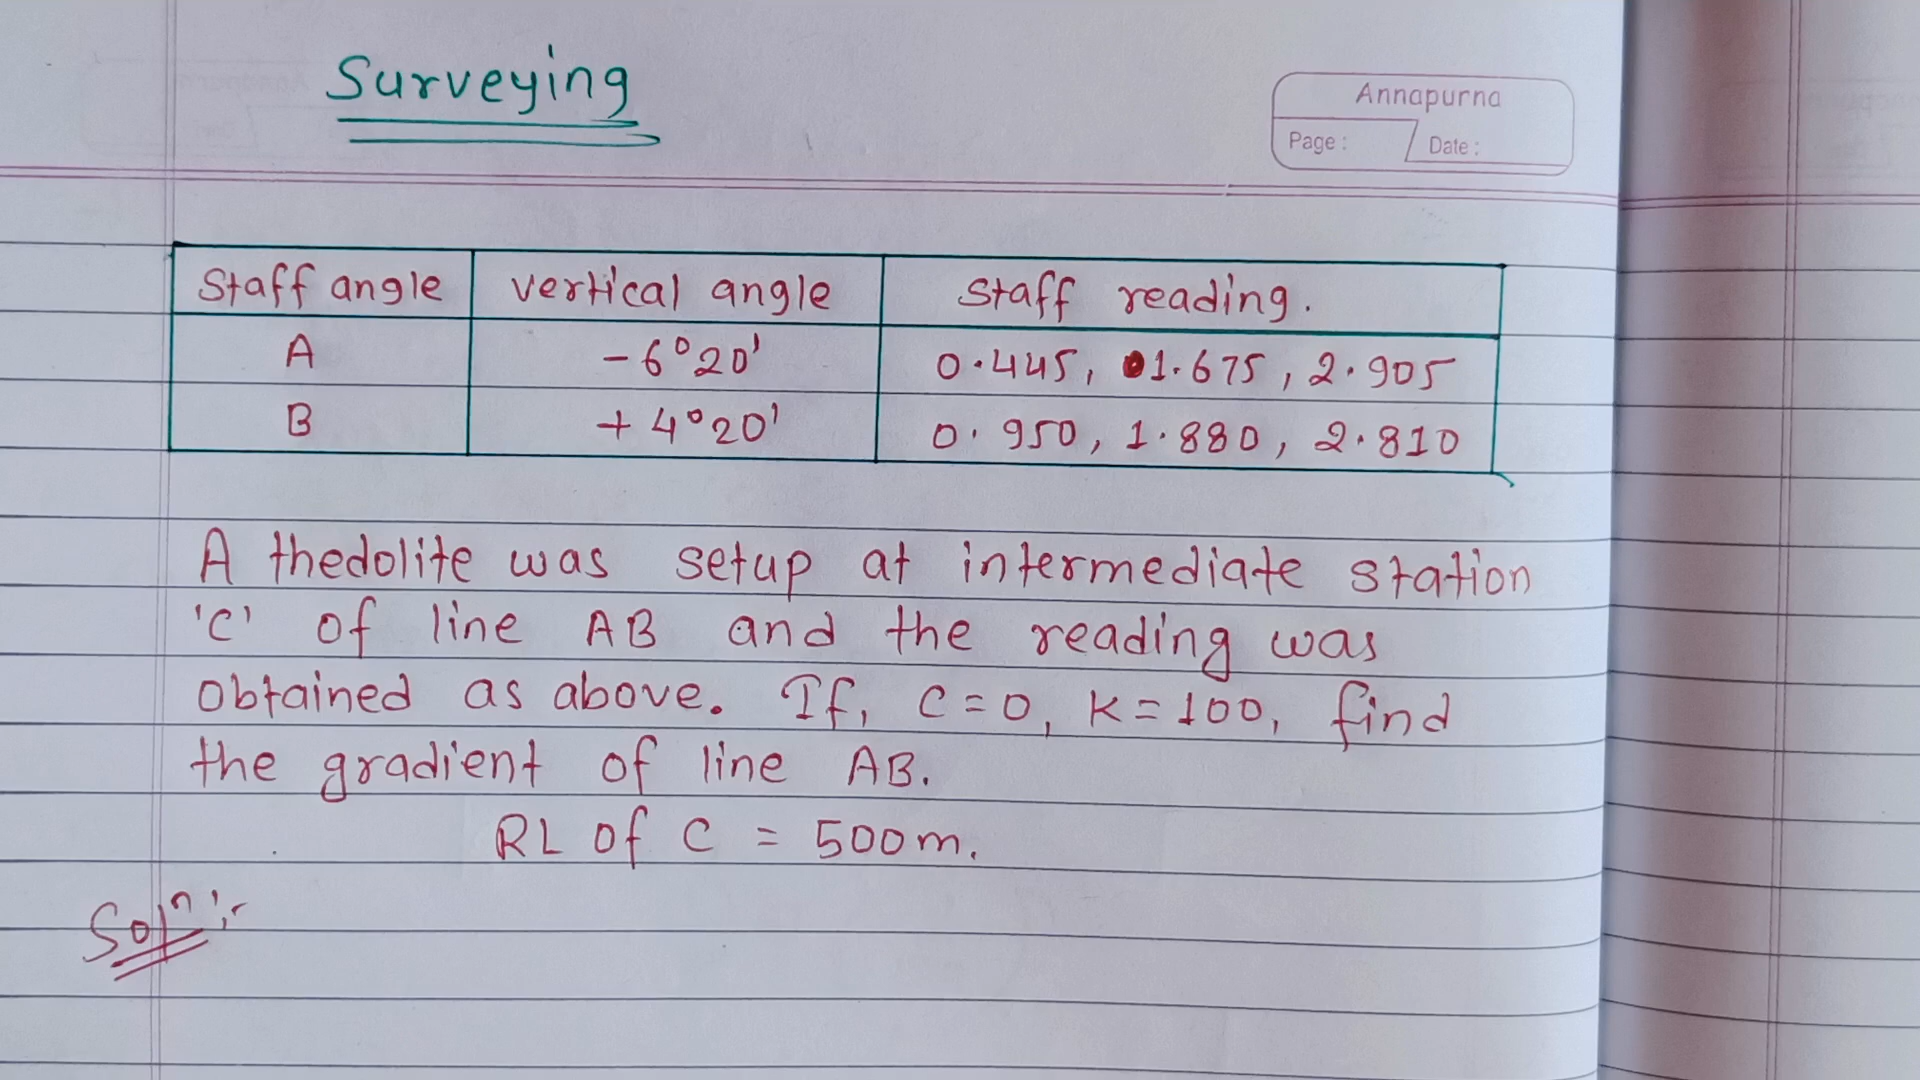 Surveying
Annapurna
Page : Date :
Staff angle vertical angle staff reading.
A -6°20' 0.445, 1.675, 2.905
B +4°20' 0.950, 1.880, 2.810
A thedolite was setup at intermediate station
'C' of line AB and the reading was
obtained as above. If, C=0, K=100, find
the gradient of line AB.
RL of C = 500m.
Solⁿ:-